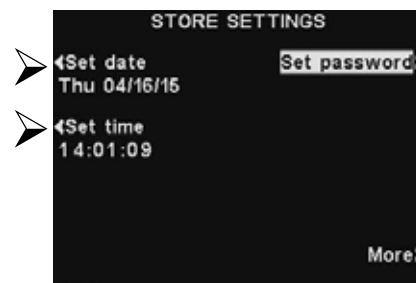 STORE SETTINGS
Set date
Set password
Thu 04/16/15
Set time
14:01:09
More